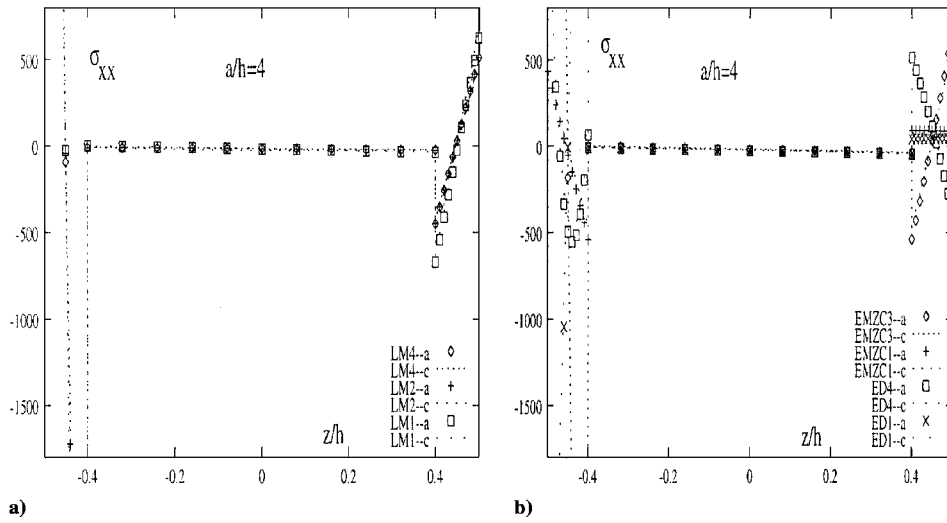 σxx
a/h=4
500
0
-500
-1000
-1500
LM4--a
LM4--c
LM2--a
LM2--c
LM1--a
LM1--c
z/h
-0.4
-0.2
0
0.2
0.4
a)
σxx
a/h=4
500
0
-500
-1000
-1500
EMZC3--a
EMZC3--c
EMZC1--a
EMZC1--c
ED4--a
ED4--c
ED1--a
ED1--c
z/h
-0.4
-0.2
0
0.2
0.4
b)